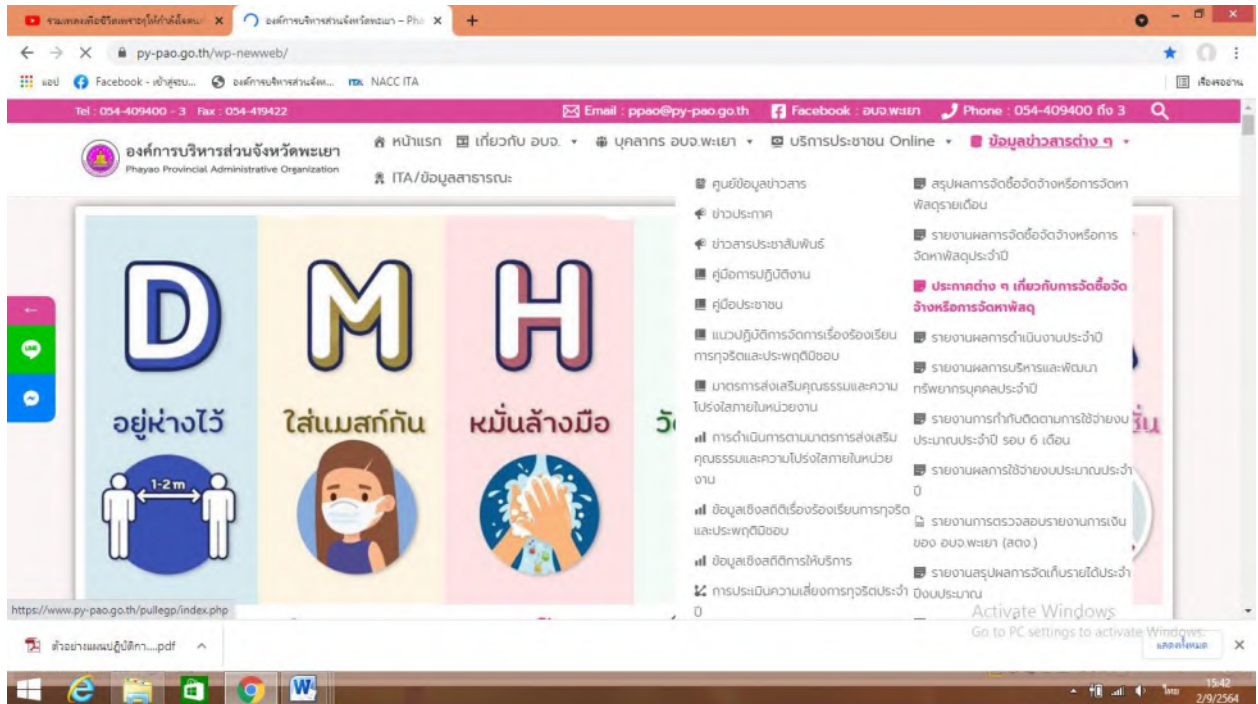 องค์การบริหารส่วนจังหวัดพะเยา – Pha
py-pao.go.th/wp-newweb/
แอป
Facebook - เข้าสู่ระบ...
องค์การบริหารส่วนจังห...
ITA
NACC ITA
เรื่องรออ่าน
Tel : 054-409400 - 3 Fax : 054-419422
Email : ppao@py-pao.go.th
Facebook : อบจ.พะเยา
Phone : 054-409400 ถึง 3
องค์การบริหารส่วนจังหวัดพะเยา
Phayao Provincial Administrative Organization
หน้าแรก
เกี่ยวกับ อบจ.
บุคลากร อบจ.พะเยา
บริการประชาชน Online
ข้อมูลข่าวสารต่าง ๆ
ITA/ข้อมูลสาธารณะ
ศูนย์ข้อมูลข่าวสาร
ข่าวประกาศ
ข่าวสารประชาสัมพันธ์
คู่มือการปฏิบัติงาน
คู่มือประชาชน
แนวปฏิบัติการจัดการเรื่องร้องเรียน
การทุจริตและประพฤติมิชอบ
มาตรการส่งเสริมคุณธรรมและความ
โปร่งใสภายในหน่วยงาน
การดำเนินการตามมาตรการส่งเสริม
คุณธรรมและความโปร่งใสภายในหน่วย
งาน
ข้อมูลเชิงสถิติเรื่องร้องเรียนการทุจริต
และประพฤติมิชอบ
ข้อมูลเชิงสถิติการให้บริการ
การประเมินความเสี่ยงการทุจริตประจำ
ปี
สรุปผลการจัดซื้อจัดจ้างหรือการจัดหา
พัสดุรายเดือน
รายงานผลการจัดซื้อจัดจ้างหรือการ
จัดหาพัสดุประจำปี
ประกาศต่าง ๆ เกี่ยวกับการจัดซื้อจัด
จ้างหรือการจัดหาพัสดุ
รายงานผลการดำเนินงานประจำปี
รายงานผลการบริหารและพัฒนา
ทรัพยากรบุคคลประจำปี
รายงานการกำกับติดตามการใช้จ่ายงบ
ประมาณประจำปี รอบ 6 เดือน
รายงานผลการใช้จ่ายงบประมาณประจำ
ปี
รายงานการตรวจสอบรายงานการเงิน
ของ อบจ.พะเยา (สตง.)
รายงานสรุปผลการจัดเก็บรายได้ประจำ
ปีงบประมาณ
D
M
H
อยู่ห่างไว้
ใส่แมสก์กัน
หมั่นล้างมือ
1-2 m
LINE
https://www.py-pao.go.th/pullegp/index.php
Activate Windows
Go to PC settings to activate Windows.
ตัวอย่างแผนปฏิบัติกา....pdf
แสดงทั้งหมด
ไทย
15:42
2/9/2564